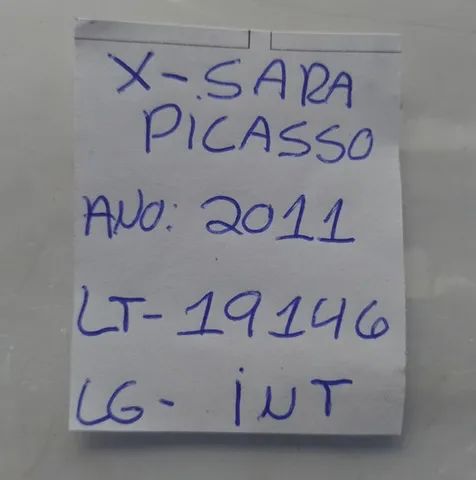 X-SARA
PICASSO
ANO: 2011
LT-19146
LG- INT